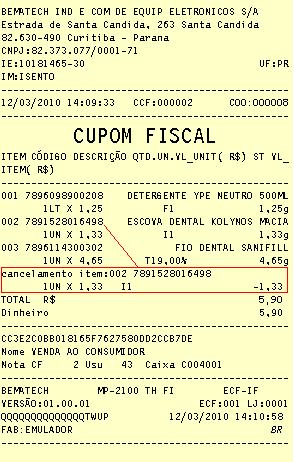 BEMATECH IND E COM DE EQUIP ELETRONICOS S/A
Estrada de Santa Candida, 263 Santa Candida
82.630-490 Curitiba - Parana
CNPJ:82.373.077/0001-71
IE:10181465-30 UF:PR
IM:ISENTO
12/03/2010 14:09:33 CCF:000002 COO:000008
CUPOM FISCAL
ITEM CÓDIGO DESCRIÇÃO QTD.UN.VL_UNIT( R$) ST VL_
ITEM( R$)
001 7896098900208 DETERGENTE YPE NEUTRO 500ML
1LT X 1,25 F1 1,25g
002 7891528016498 ESCOVA DENTAL KOLYNOS MACIA
1UN X 1,33 I1 1,33g
003 7896114300302 FIO DENTAL SANIFILL
1UN X 4,65 T19,00% 4,65g
cancelamento item:002 7891528016498
1UN X 1,33 I1 -1,33
TOTAL R$ 5,90
Dinheiro 5,90
CC3E2C0BB018165F7627580DD2CCB7DE
Nome VENDA AO CONSUMIDOR
Nota CF 2 Usu 43 Caixa C004001
BEMATECH MP-2100 TH FI ECF-IF
VERSÃO:01.00.01 ECF:001 LJ:0001
QQQQQQQQQQQQQQTWUP 12/03/2010 14:10:58
FAB:EMULADOR BR